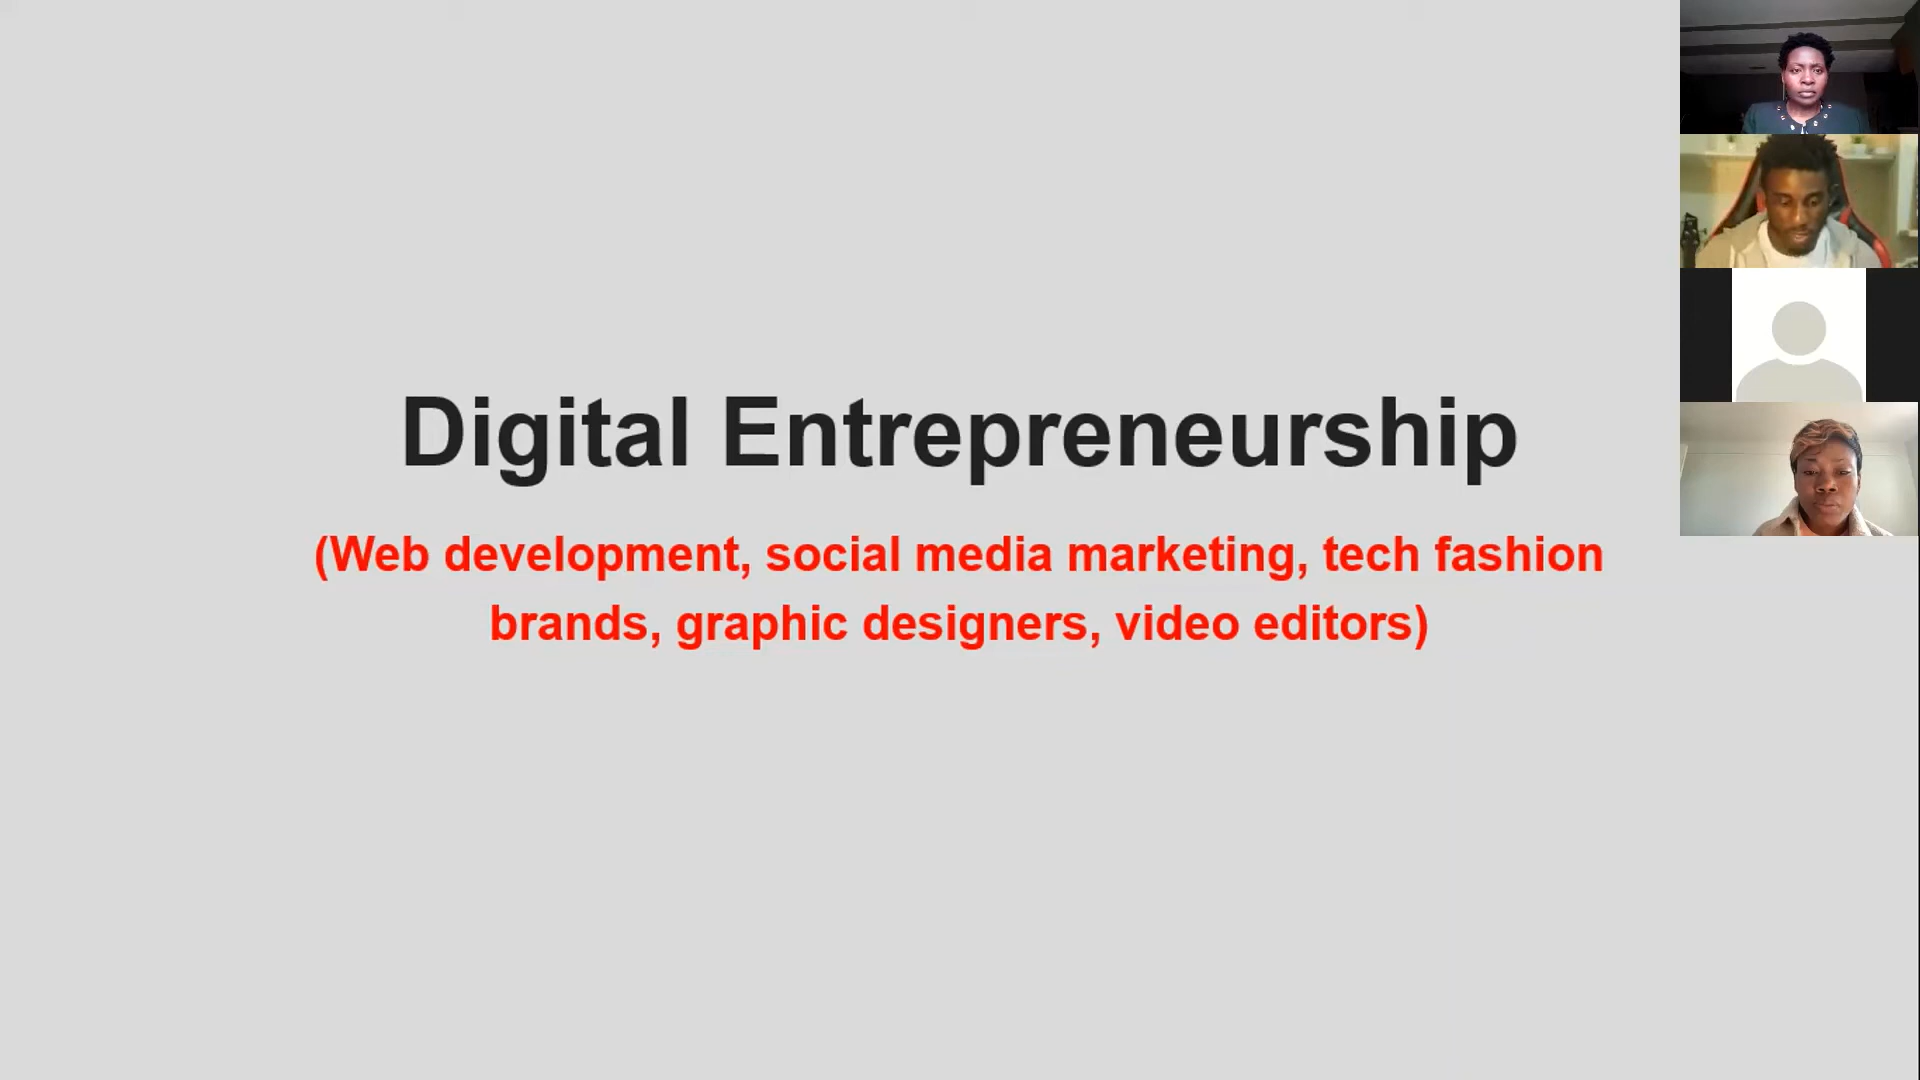 Digital Entrepreneurship
(Web development, social media marketing, tech fashion
brands, graphic designers, video editors)